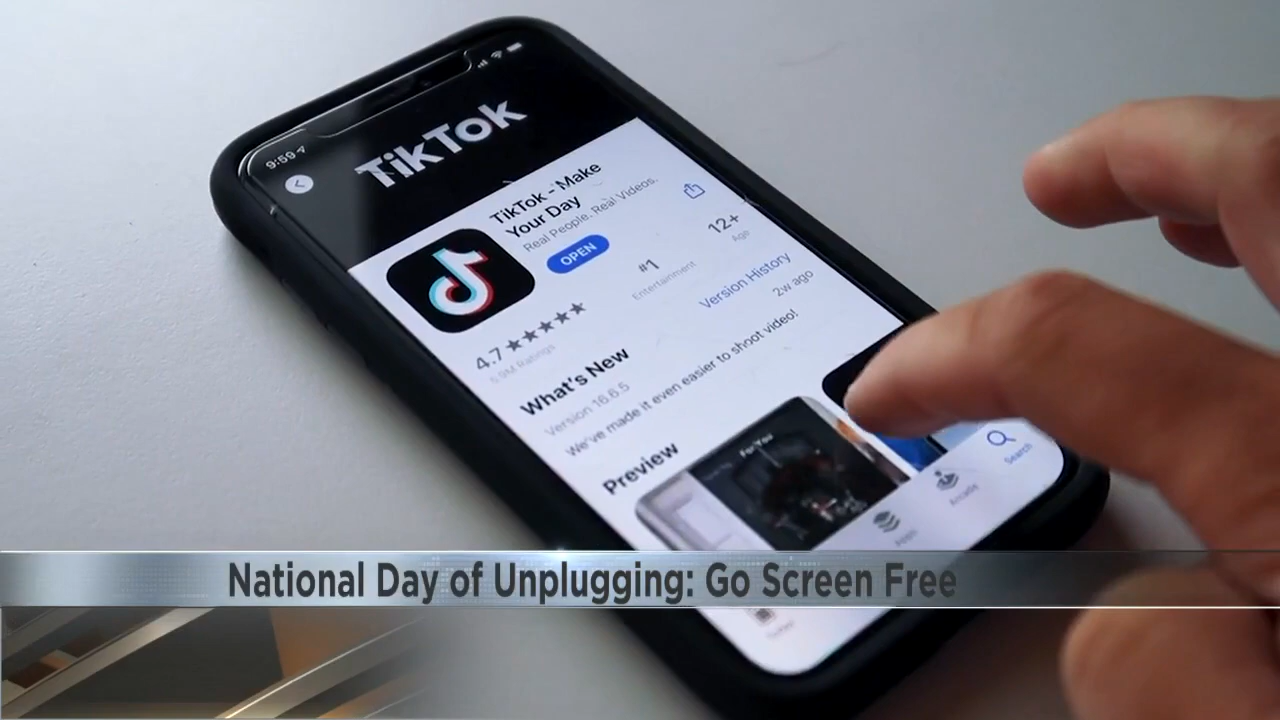 9:59
TikTok
TikTok - Make
Your Day
Real People. Real Videos.
OPEN
4.7 ★★★★★
#1
Entertainment
12+
Age
What's New
Version History
Version 16.6.5
2w ago
We've made it even easier to shoot video!
Preview
For You
Apps
Arcade
Search
National Day of Unplugging: Go Screen Free